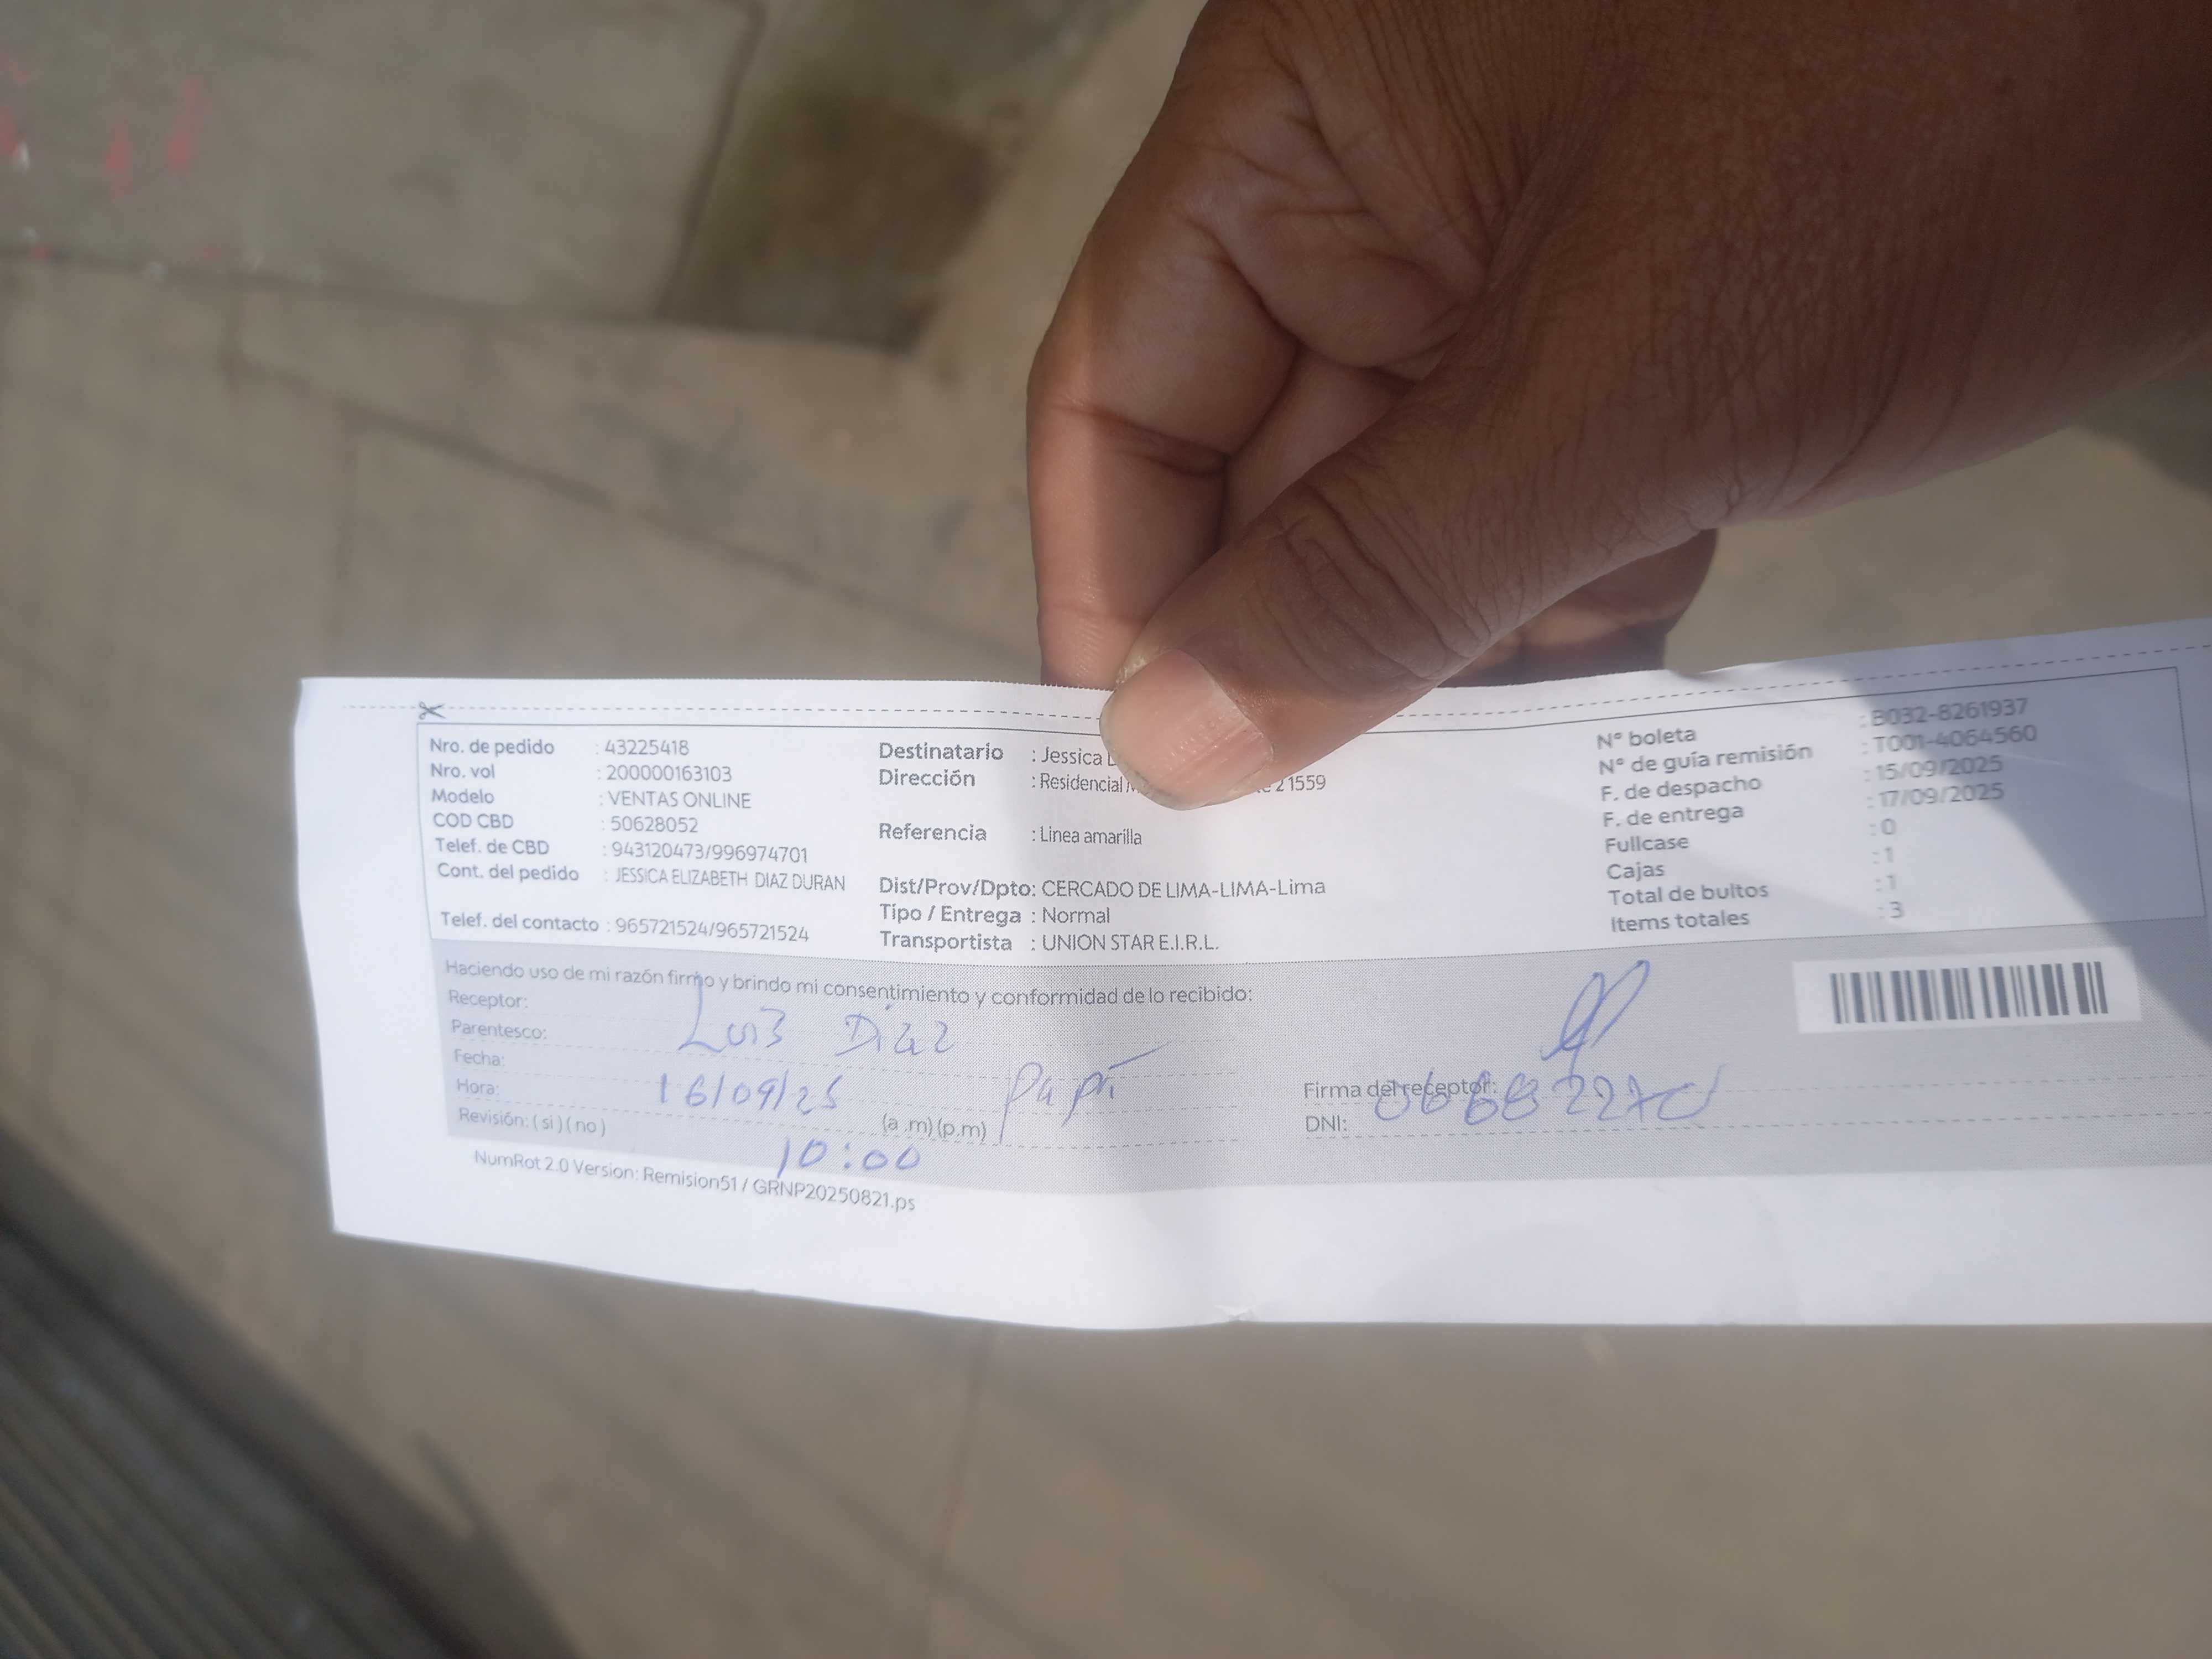 Nro. de pedido : 43225418
Nro. vol : 200000163103
Modelo : VENTAS ONLINE
COD CBD : 50628052
Telef. de CBD : 943120473/996974701
Cont. del pedido : JESSICA ELIZABETH DIAZ DURAN
Telef. del contacto : 965721524/965721524
Destinatario : Jessica
Dirección : Residencial 21559
Referencia : Linea amarilla
Dist/Prov/Dpto: CERCADO DE LIMA-LIMA-Lima
Tipo / Entrega : Normal
Transportista : UNION STAR E.I.R.L.
N° boleta : B032-8261937
N° de guía remisión : T001-4064560
F. de despacho : 15/09/2025
F. de entrega : 17/09/2025
Fullcase : 0
Cajas : 1
Total de bultos : 1
Items totales : 3
Haciendo uso de mi razón firmo y brindo mi consentimiento y conformidad de lo recibido:
Receptor: Luis Diaz
Parentesco: Papá
Fecha: 16/09/25
Hora: 10:00 (a .m) (p.m)
Revisión: ( si ) ( no )
Firma del receptor:
DNI:
NumRot 2.0 Version: Remision51 / GRNP20250821.ps